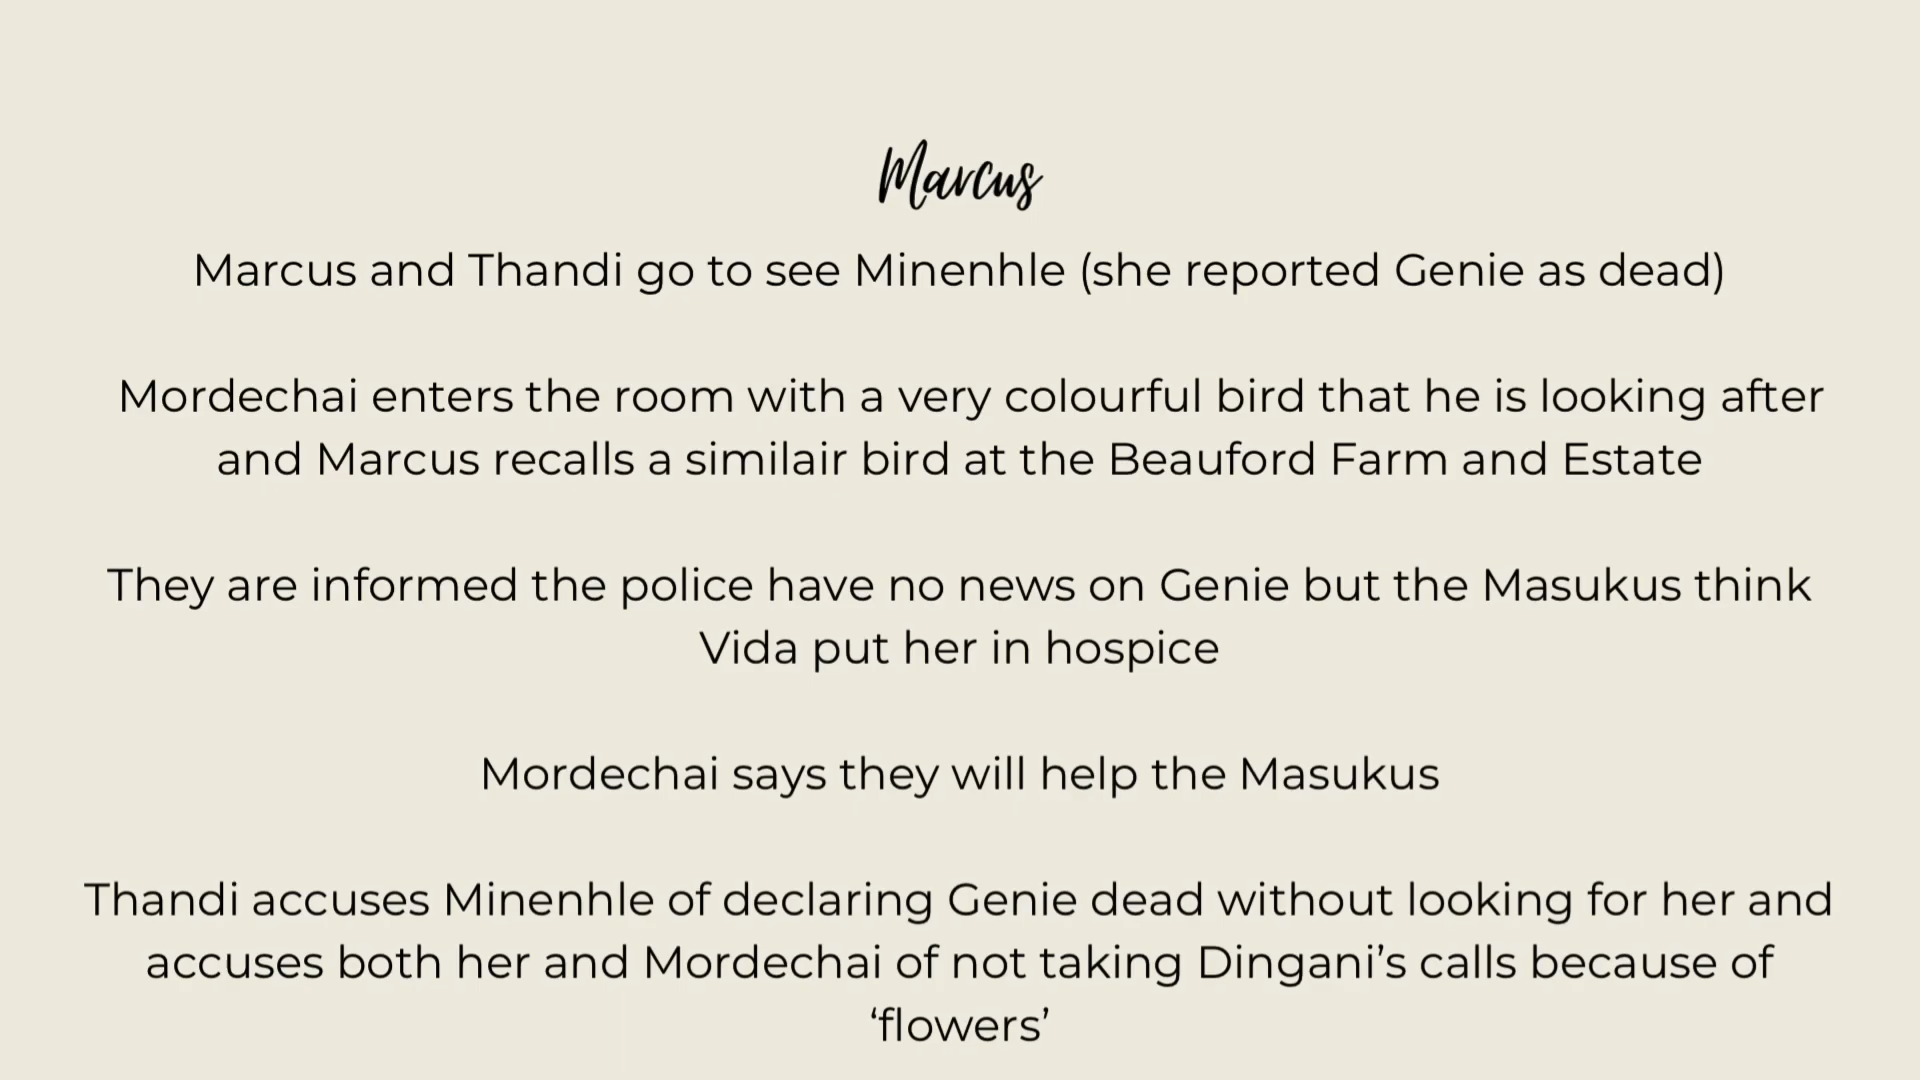 Marcus
Marcus and Thandi go to see Minenhle (she reported Genie as dead)
Mordechai enters the room with a very colourful bird that he is looking after
and Marcus recalls a similair bird at the Beauford Farm and Estate
They are informed the police have no news on Genie but the Masukus think
Vida put her in hospice
Mordechai says they will help the Masukus
Thandi accuses Minenhle of declaring Genie dead without looking for her and
accuses both her and Mordechai of not taking Dingani’s calls because of
‘flowers’